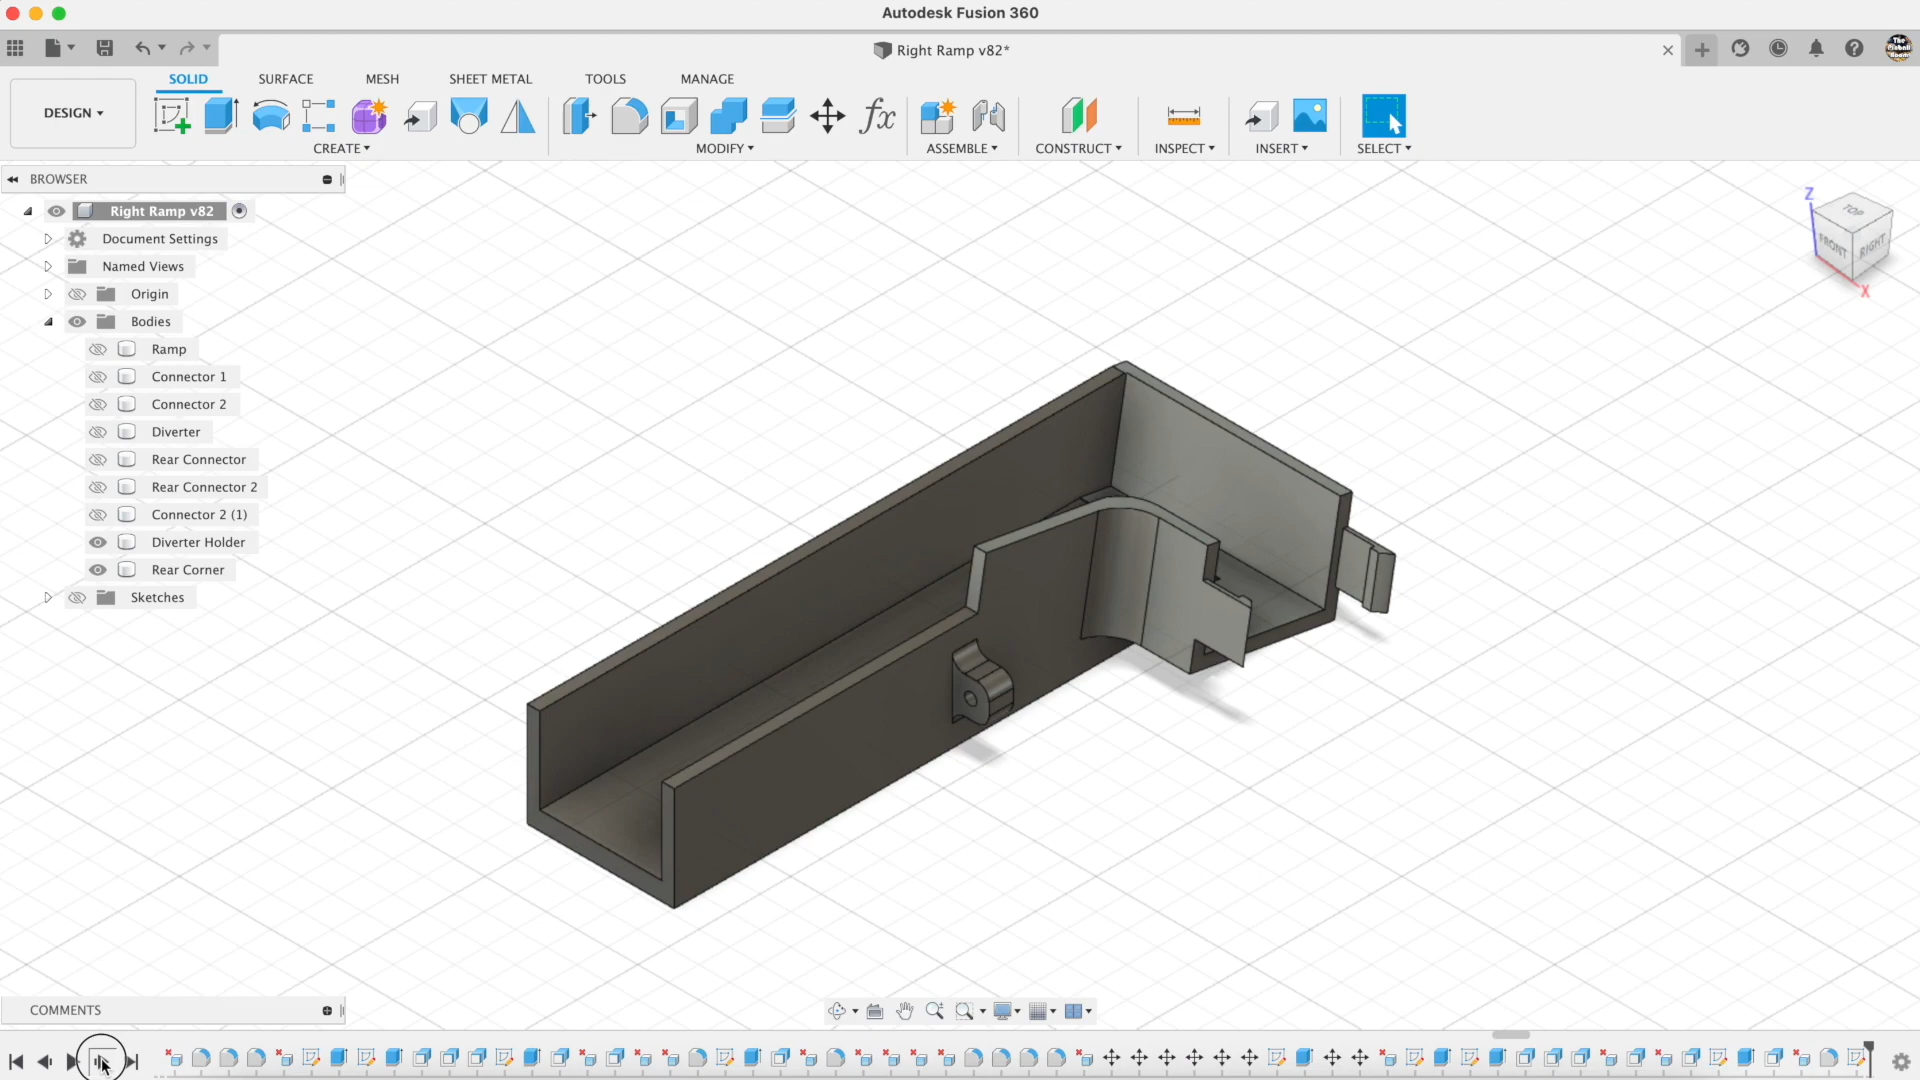 Autodesk Fusion 360
Right Ramp v82*
SOLID SURFACE MESH SHEET METAL TOOLS MANAGE
DESIGN
CREATE MODIFY ASSEMBLE CONSTRUCT INSPECT INSERT SELECT
BROWSER
Right Ramp v82
Document Settings
Named Views
Origin
Bodies
Ramp
Connector 1
Connector 2
Diverter
Rear Connector
Rear Connector 2
Connector 2 (1)
Diverter Holder
Rear Corner
Sketches
Z
TOP
FRONT RIGHT
X
COMMENTS